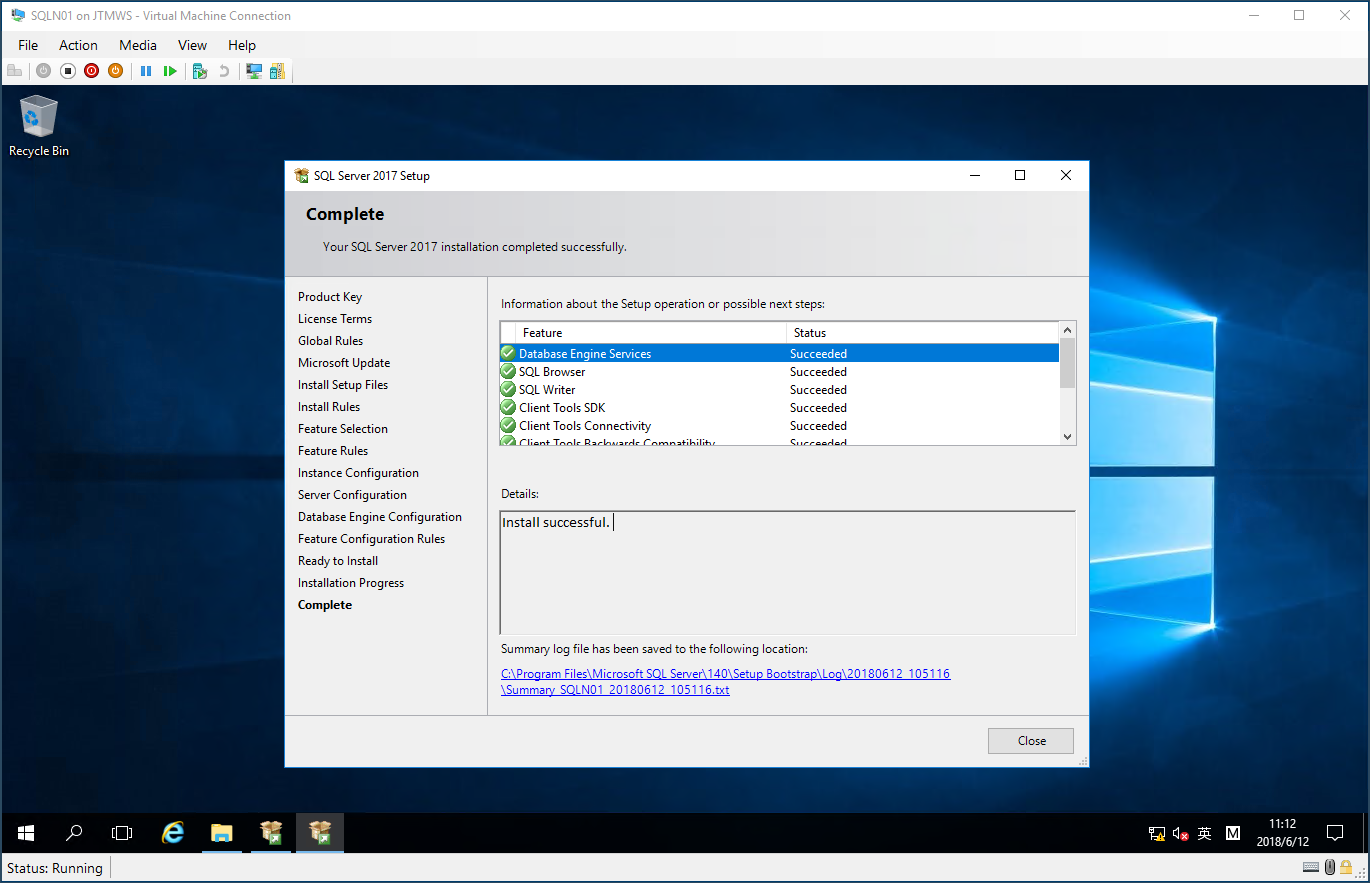 SQLN01 on JTMWS - Virtual Machine Connection
File Action Media View Help
Recycle Bin
SQL Server 2017 Setup
Complete
Your SQL Server 2017 installation completed successfully.
Product Key
License Terms
Global Rules
Microsoft Update
Install Setup Files
Install Rules
Feature Selection
Feature Rules
Instance Configuration
Server Configuration
Database Engine Configuration
Feature Configuration Rules
Ready to Install
Installation Progress
Complete
Information about the Setup operation or possible next steps:
Feature Status
Database Engine Services Succeeded
SQL Browser Succeeded
SQL Writer Succeeded
Client Tools SDK Succeeded
Client Tools Connectivity Succeeded
Client Tools Backwards Compatibility Succeeded
Details:
Install successful.
Summary log file has been saved to the following location:
C:\Program Files\Microsoft SQL Server\140\Setup Bootstrap\Log\20180612_105116
\Summary_SQLN01_20180612_105116.txt
Close
英 M
11:12
2018/6/12
Status: Running